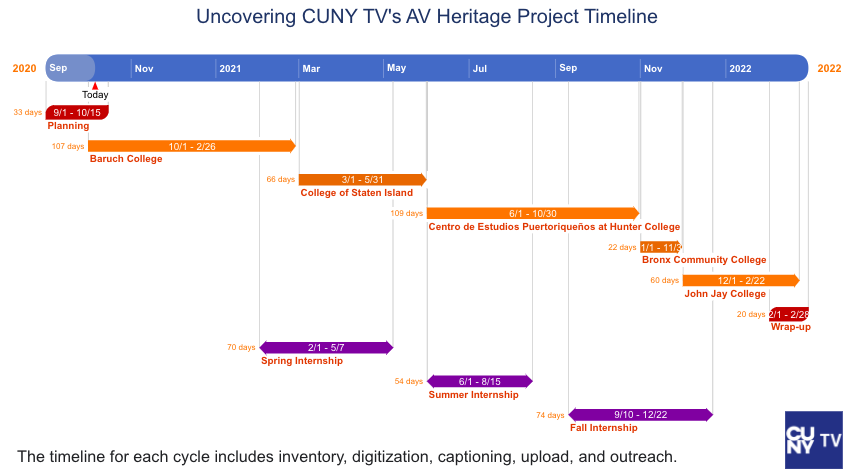 Uncovering CUNY TV's AV Heritage Project Timeline
2020 Sep Nov 2021 Mar May Jul Sep Nov 2022 2022
Today
33 days 9/1 - 10/15
Planning
107 days 10/1 - 2/26
Baruch College
66 days 3/1 - 5/31
College of Staten Island
109 days 6/1 - 10/30
Centro de Estudios Puertoriqueños at Hunter College
22 days 1/1 - 11/3
Bronx Community College
60 days 12/1 - 2/22
John Jay College
20 days 2/1 - 2/28
Wrap-up
70 days 2/1 - 5/7
Spring Internship
54 days 6/1 - 8/15
Summer Internship
74 days 9/10 - 12/22
Fall Internship
CUNY TV
The timeline for each cycle includes inventory, digitization, captioning, upload, and outreach.